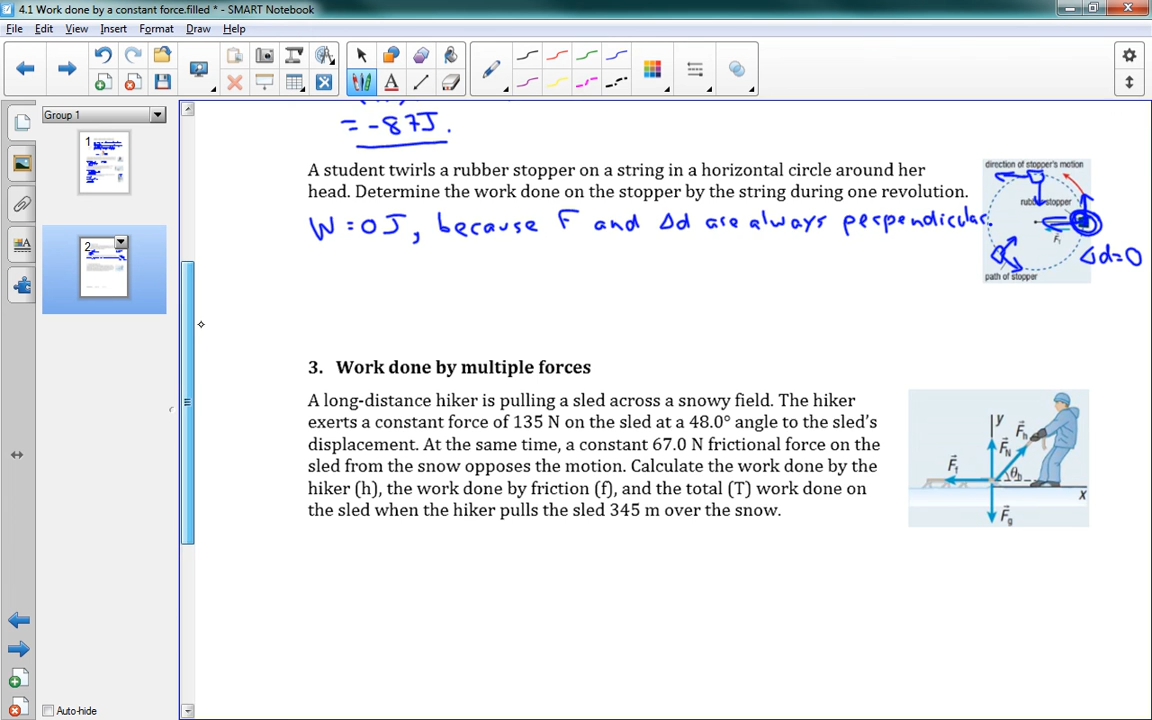 4.1 Work done by a constant force.filled * - SMART Notebook
File Edit View Insert Format Draw Help
Group 1
1
2
= -87J.
A student twirls a rubber stopper on a string in a horizontal circle around her
head. Determine the work done on the stopper by the string during one revolution.
W = 0J, because F and Δd are always perpendicular.
direction of stopper's motion
rubber stopper
F⃗t
Δd=0
path of stopper
3. Work done by multiple forces
A long-distance hiker is pulling a sled across a snowy field. The hiker
exerts a constant force of 135 N on the sled at a 48.0° angle to the sled's
displacement. At the same time, a constant 67.0 N frictional force on the
sled from the snow opposes the motion. Calculate the work done by the
hiker (h), the work done by friction (f), and the total (T) work done on
the sled when the hiker pulls the sled 345 m over the snow.
y
F⃗h
F⃗N
F⃗f
θh
x
F⃗g
Auto-hide